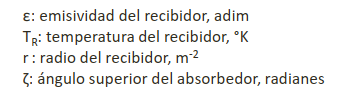 ε: emisividad del recibidor, adim
T_R: temperatura del recibidor, °K
r : radio del recibidor, m⁻²
ζ: ángulo superior del absorbedor, radianes